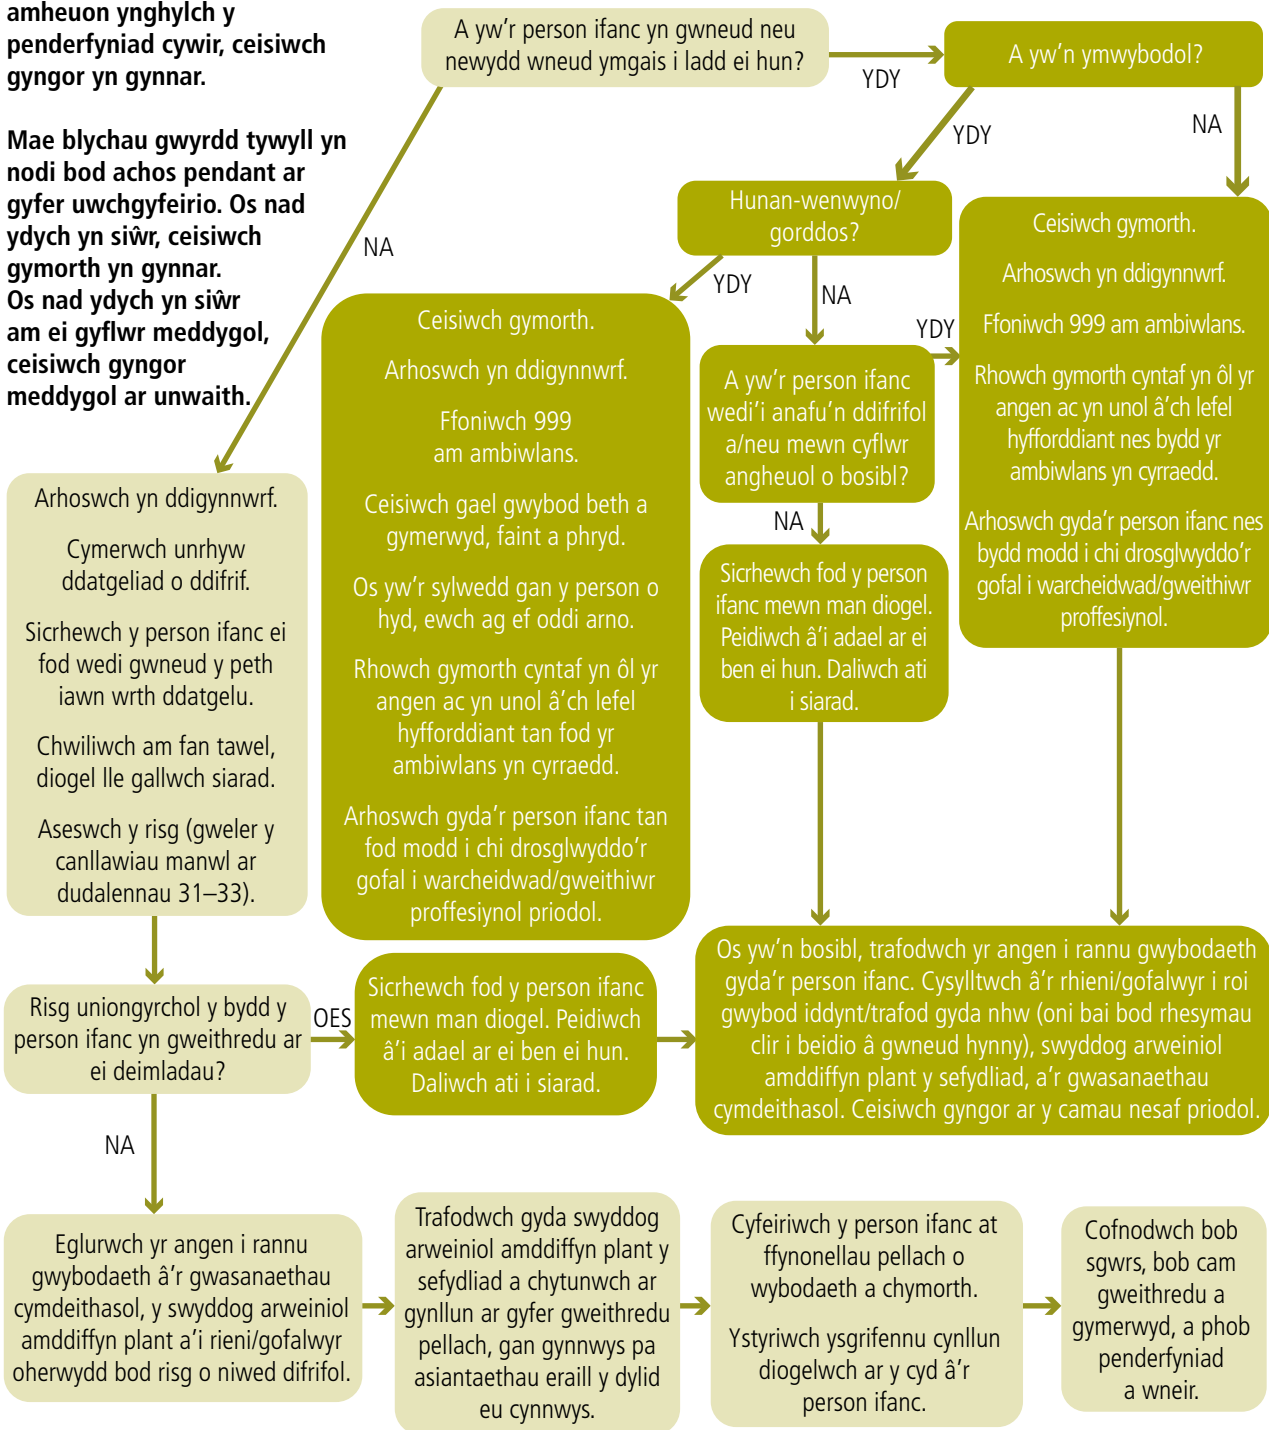 amheuon ynghylch y
penderfyniad cywir, ceisiwch
gyngor yn gynnar.
Mae blychau gwyrdd tywyll yn
nodi bod achos pendant ar
gyfer uwchgyfeirio. Os nad
ydych yn siŵr, ceisiwch
gymorth yn gynnar.
Os nad ydych yn siŵr
am ei gyflwr meddygol,
ceisiwch gyngor
meddygol ar unwaith.
A yw'r person ifanc yn gwneud neu
newydd wneud ymgais i ladd ei hun?
YDY
A yw'n ymwybodol?
YDY
NA
NA
Hunan-wenwyno/
gorddos?
YDY
NA
Ceisiwch gymorth.
Arhoswch yn ddigynnwrf.
Ffoniwch 999 am ambiwlans.
Rhowch gymorth cyntaf yn ôl yr
angen ac yn unol â'ch lefel
hyfforddiant nes bydd yr
ambiwlans yn cyrraedd.
Arhoswch gyda'r person ifanc nes
bydd modd i chi drosglwyddo'r
gofal i warcheidwad/gweithiwr
proffesiynol.
Ceisiwch gymorth.
Arhoswch yn ddigynnwrf.
Ffoniwch 999
am ambiwlans.
Ceisiwch gael gwybod beth a
gymerwyd, faint a phryd.
Os yw'r sylwedd gan y person o
hyd, ewch ag ef oddi arno.
Rhowch gymorth cyntaf yn ôl yr
angen ac yn unol â'ch lefel
hyfforddiant tan fod yr
ambiwlans yn cyrraedd.
Arhoswch gyda'r person ifanc tan
fod modd i chi drosglwyddo'r
gofal i warcheidwad/gweithiwr
proffesiynol priodol.
A yw'r person ifanc
wedi'i anafu'n ddifrifol
a/neu mewn cyflwr
angheuol o bosibl?
YDY
NA
Sicrhewch fod y person
ifanc mewn man diogel.
Peidiwch â'i adael ar ei
ben ei hun. Daliwch ati
i siarad.
Arhoswch yn ddigynnwrf.
Cymerwch unrhyw
ddatgeliad o ddifrif.
Sicrhewch y person ifanc ei
fod wedi gwneud y peth
iawn wrth ddatgelu.
Chwiliwch am fan tawel,
diogel lle gallwch siarad.
Aseswch y risg (gweler y
canllawiau manwl ar
dudalennau 31–33).
Risg uniongyrchol y bydd y
person ifanc yn gweithredu ar
ei deimladau?
OES
NA
Sicrhewch fod y person ifanc
mewn man diogel. Peidiwch
â'i adael ar ei ben ei hun.
Daliwch ati i siarad.
Os yw'n bosibl, trafodwch yr angen i rannu gwybodaeth
gyda'r person ifanc. Cysylltwch â'r rhieni/gofalwyr i roi
gwybod iddynt/trafod gyda nhw (oni bai bod rhesymau
clir i beidio â gwneud hynny), swyddog arweiniol
amddiffyn plant y sefydliad, a'r gwasanaethau
cymdeithasol. Ceisiwch gyngor ar y camau nesaf priodol.
Eglurwch yr angen i rannu
gwybodaeth â'r gwasanaethau
cymdeithasol, y swyddog arweiniol
amddiffyn plant a'i rieni/gofalwyr
oherwydd bod risg o niwed difrifol.
Trafodwch gyda swyddog
arweiniol amddiffyn plant y
sefydliad a chytunwch ar
gynllun ar gyfer gweithredu
pellach, gan gynnwys pa
asiantaethau eraill y dylid
eu cynnwys.
Cyfeiriwch y person ifanc at
ffynonellau pellach o
wybodaeth a chymorth.
Ystyriwch ysgrifennu cynllun
diogelwch ar y cyd â'r
person ifanc.
Cofnodwch bob
sgwrs, bob cam
gweithredu a
gymerwyd, a phob
penderfyniad
a wneir.